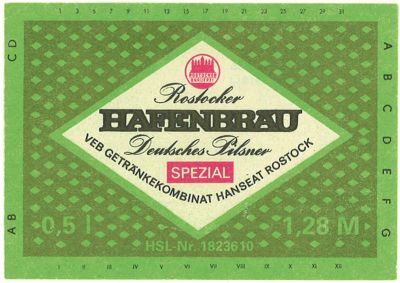 1 3 5 7 9 11 13 15 17 19 21 23 25 27 29 31
CD
A B C D E F G
Rostocker
HAFENBRÄU
Deutsches Pilsner
SPEZIAL
VEB GETRÄNKEKOMBINAT HANSEAT ROSTOCK
AB
0,5 l
1,28 M
HSL-Nr. 1823610
I II III IV V VI VII VIII IX X XI XII